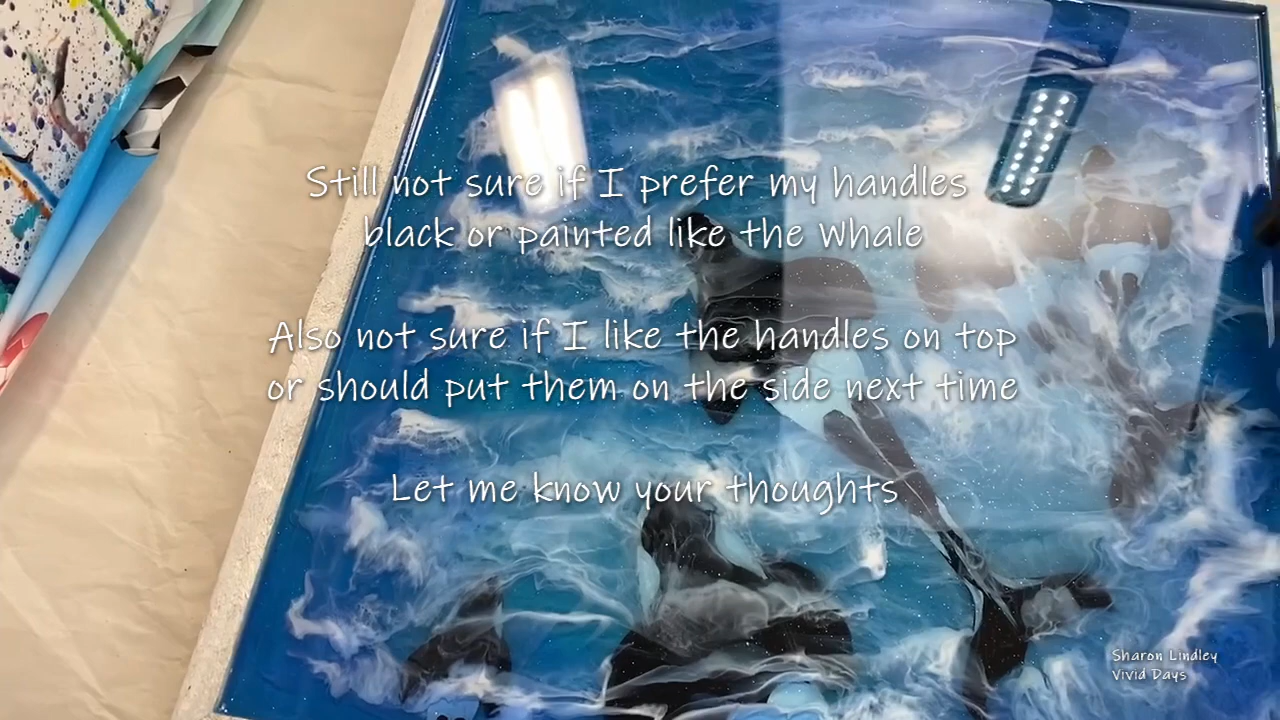 Still not sure if I prefer my handles
black or painted like the Whale
Also not sure if I like the handles on top
or should put them on the side next time
Let me know your thoughts
Sharon Lindley
Vivid Days